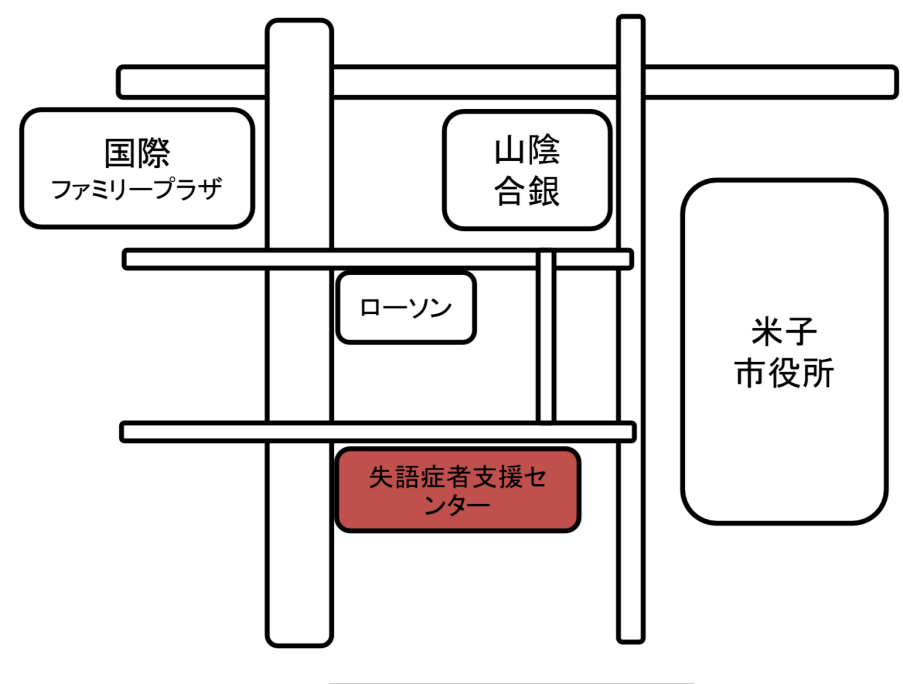 国際
ファミリープラザ
山陰
合銀
ローソン
米子
市役所
失語症者支援セ
ンター